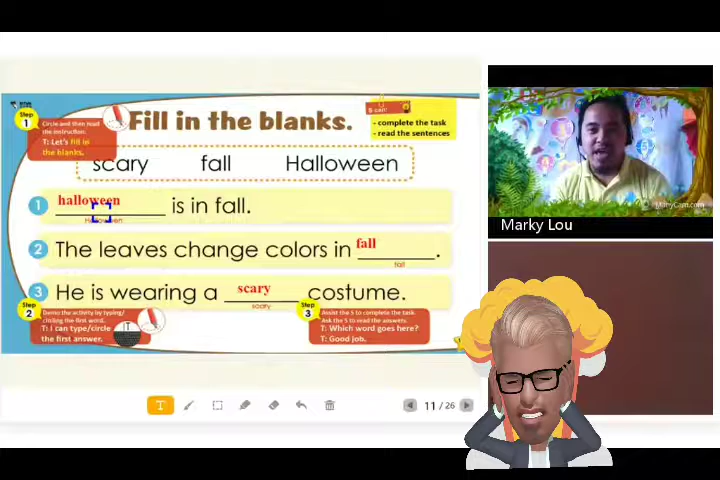 Step 1
Circle and then read
the instruction.
T: Let's fill in
the blanks.
Fill in the blanks.
S can:
- complete the task
- read the sentences
scary fall Halloween
1 halloween is in fall.
Halloween
2 The leaves change colors in fall.
fall
3 He is wearing a scary costume.
scary
Step 2
Demo the activity by typing/
circling the first word.
T: I can type/circle
the first answer.
Step 3
Assist the S to complete the task.
Ask the S to read the answers.
T: Which word goes here?
T: Good job.
T
11 / 26
ManyCam.com
Marky Lou